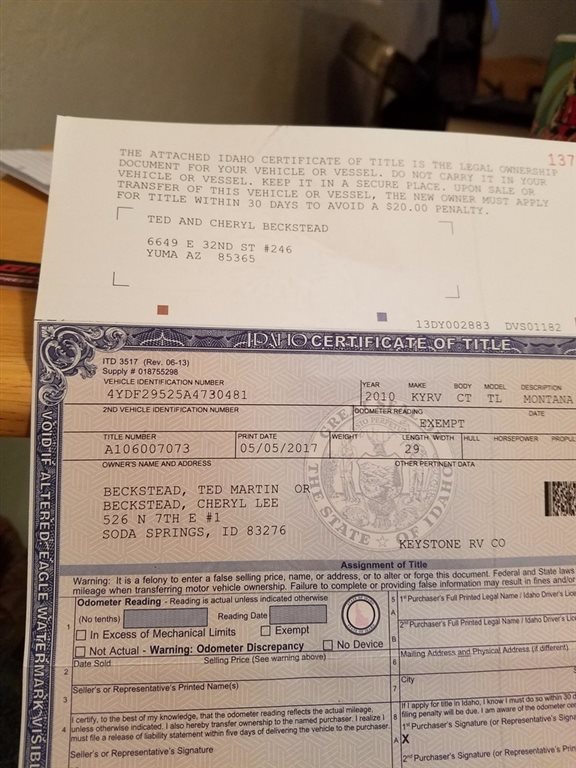 137
THE ATTACHED IDAHO CERTIFICATE OF TITLE IS THE LEGAL OWNERSHIP
DOCUMENT FOR YOUR VEHICLE OR VESSEL. DO NOT CARRY IT IN YOUR
VEHICLE OR VESSEL. KEEP IT IN A SECURE PLACE. UPON SALE OR
TRANSFER OF THIS VEHICLE OR VESSEL, THE NEW OWNER MUST APPLY
FOR TITLE WITHIN 30 DAYS TO AVOID A $20.00 PENALTY.
TED AND CHERYL BECKSTEAD
6649 E 32ND ST #246
YUMA AZ 85365
13DY002883 DVS01182
IDAHO CERTIFICATE OF TITLE
ITD 3517 (Rev. 06-13)
Supply # 018755298
VEHICLE IDENTIFICATION NUMBER YEAR MAKE BODY MODEL DESCRIPTION
4YDF29525A4730481 2010 KYRV CT TL MONTANA
2ND VEHICLE IDENTIFICATION NUMBER ODOMETER READING DATE
EXEMPT
TITLE NUMBER PRINT DATE WEIGHT LENGTH WIDTH HULL HORSEPOWER PROPUL
A106007073 05/05/2017 29
OWNER'S NAME AND ADDRESS OTHER PERTINENT DATA
BECKSTEAD, TED MARTIN OR
BECKSTEAD, CHERYL LEE
526 N 7TH E #1
SODA SPRINGS, ID 83276
KEYSTONE RV CO
THE STATE OF IDAHO
VOID IF ALTERED. EAGLE WATERMARK VISIB
Assignment of Title
Warning: It is a felony to enter a false selling price, name, or address, or to alter or forge this document. Federal and State laws
mileage when transferring motor vehicle ownership. Failure to complete or providing false information may result in fines and/or
1 Odometer Reading - Reading is actual unless indicated otherwise
(No tenths) Reading Date
In Excess of Mechanical Limits Exempt
Not Actual - Warning: Odometer Discrepancy No Device
2 Date Sold Selling Price (See warning above)
3 Seller's or Representative's Printed Name(s)
4 I certify, to the best of my knowledge, that the odometer reading reflects the actual mileage,
unless otherwise indicated. I also hereby transfer ownership to the named purchaser. I realize I
must file a release of liability statement within five days of delivering the vehicle to the purchaser.
Seller's or Representative's Signature
5 A 1st Purchaser's Full Printed Legal Name / Idaho Driver's Lice
B 2nd Purchaser's Full Printed Legal Name / Idaho Driver's Lice
6 Mailing Address and Physical Address (if different)
7 City
8 If I apply for title in Idaho, I know I must do so within 30 d
filing penalty will be due. I am aware of the odometer cer
1st Purchaser's Signature (or Representative's Sign
A X
2nd Purchaser's Signature (or Representative's Prin